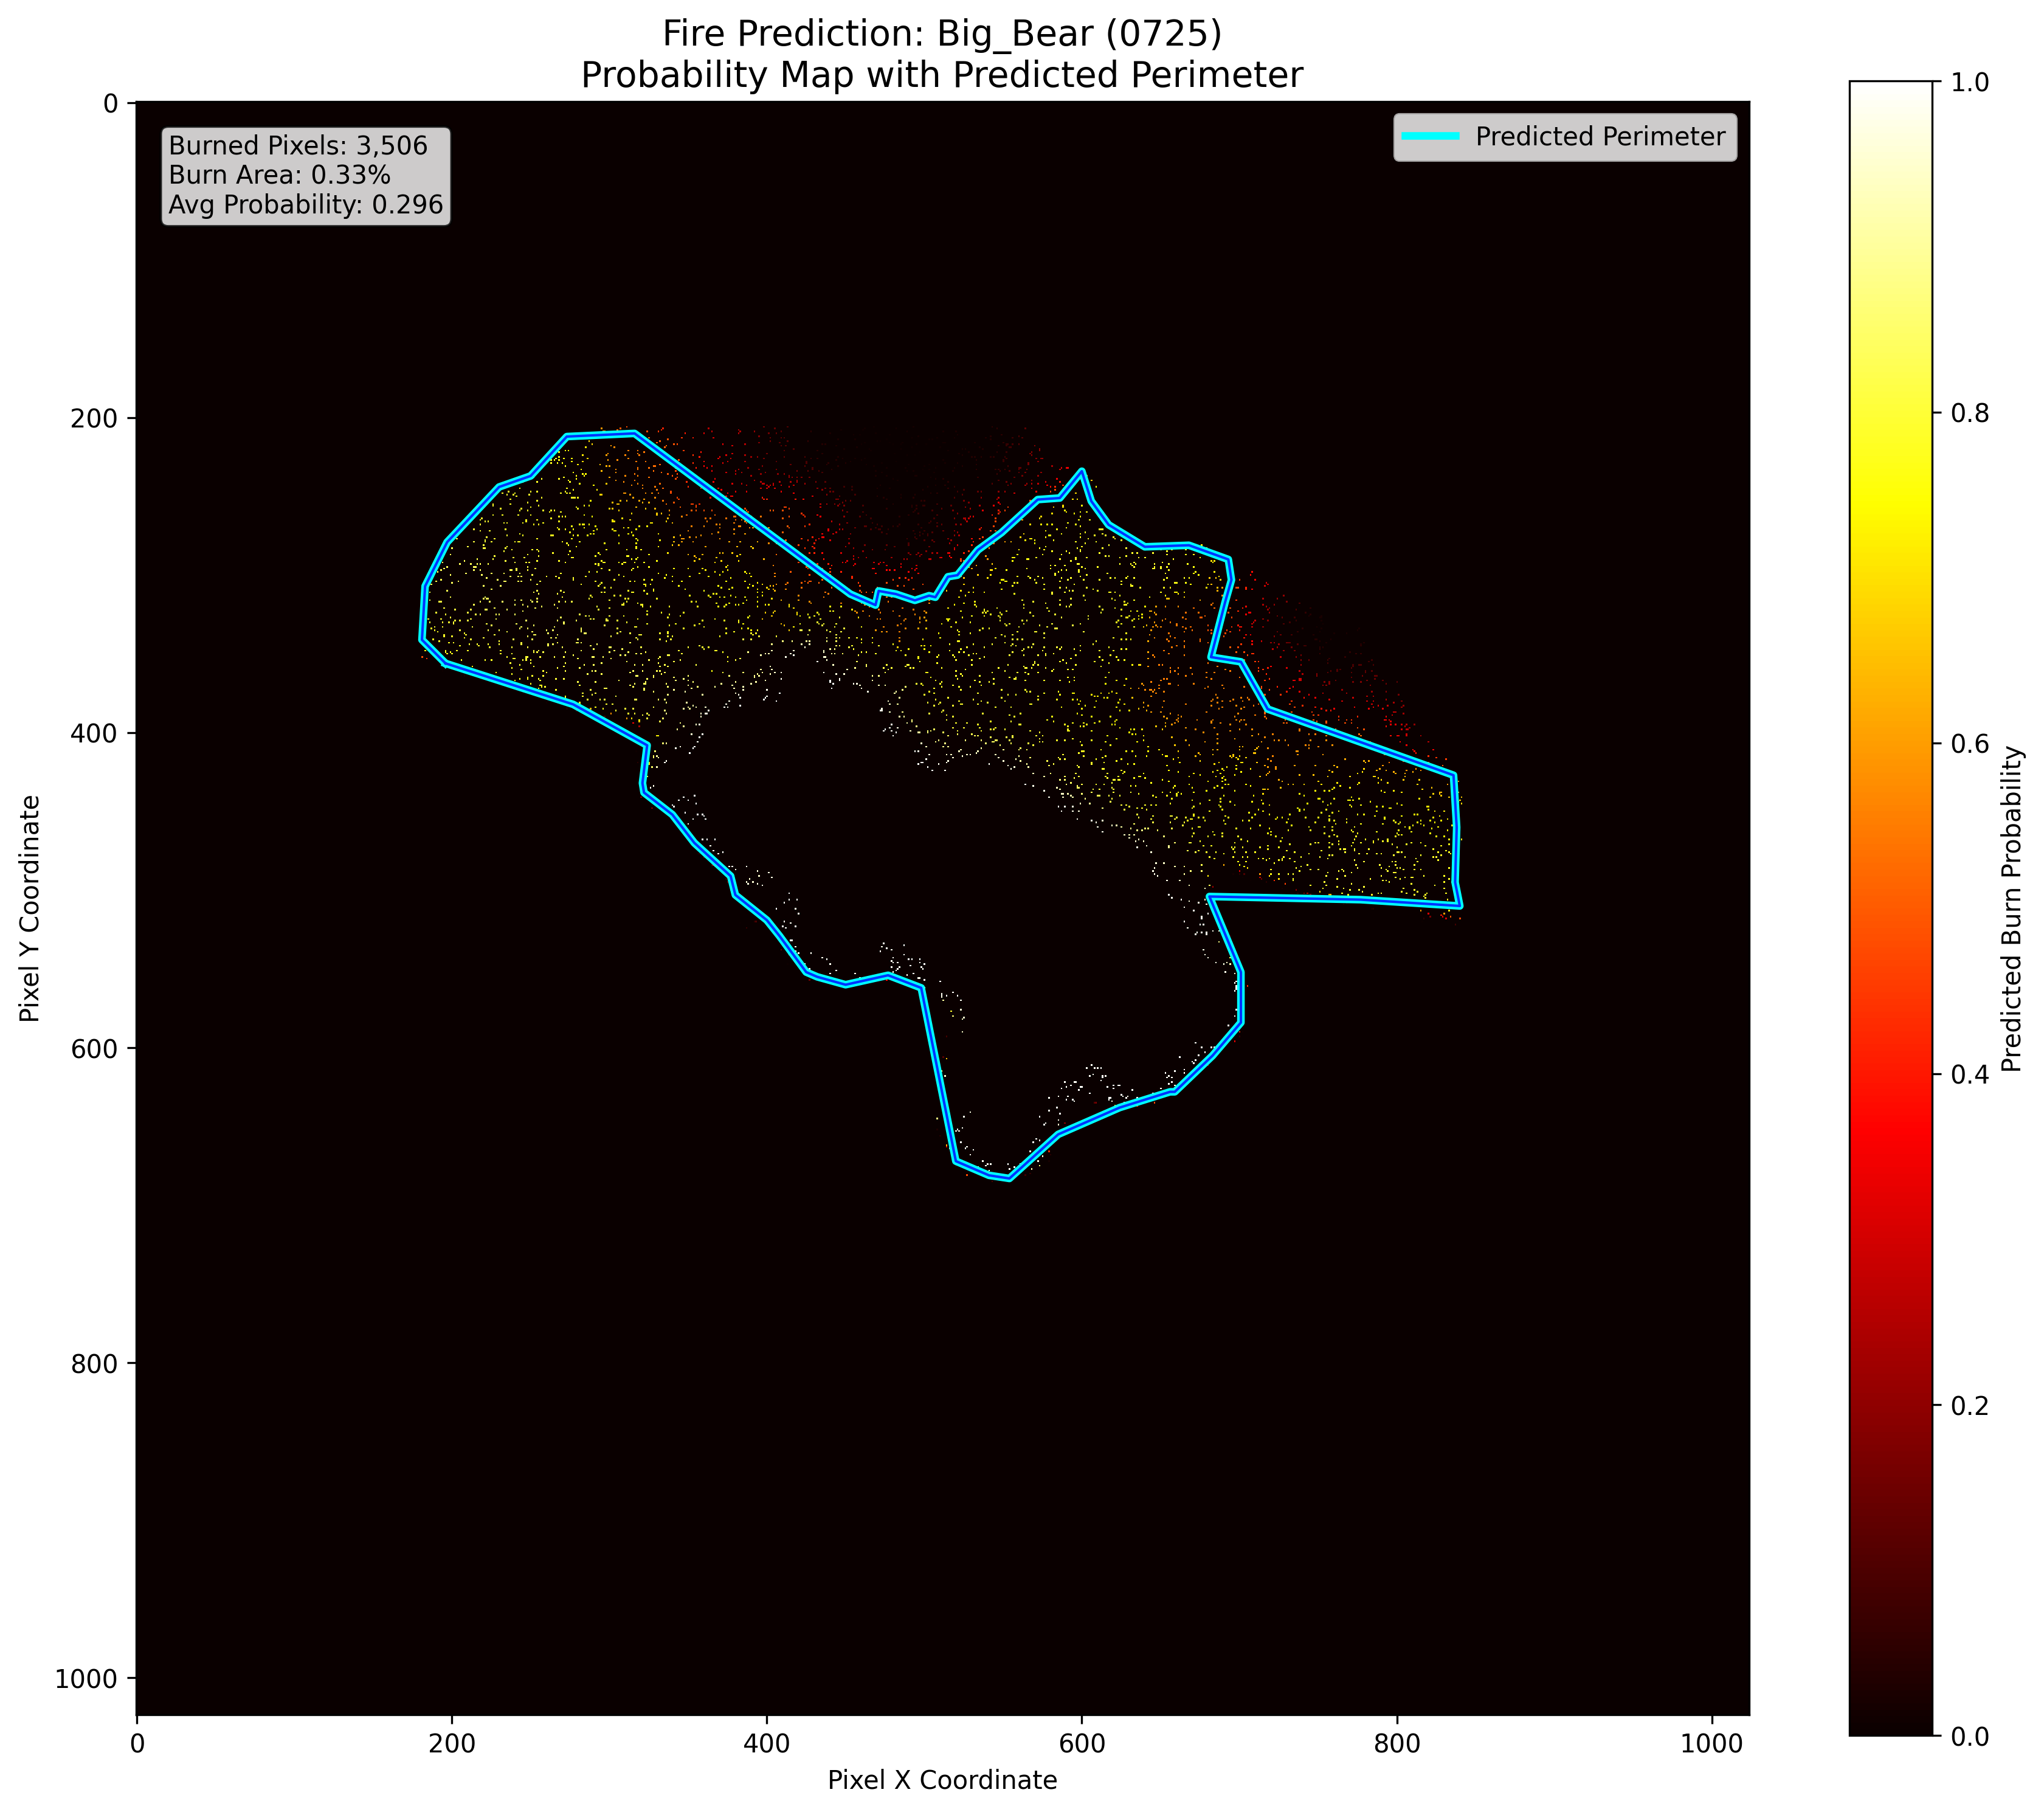 Fire Prediction: Big_Bear (0725)
Probability Map with Predicted Perimeter
Burned Pixels: 3,506
Burn Area: 0.33%
Avg Probability: 0.296
Predicted Perimeter
0
200
400
600
800
1000
Pixel Y Coordinate
0
200
400
600
800
1000
Pixel X Coordinate
1.0
0.8
0.6
0.4
0.2
0.0
Predicted Burn Probability